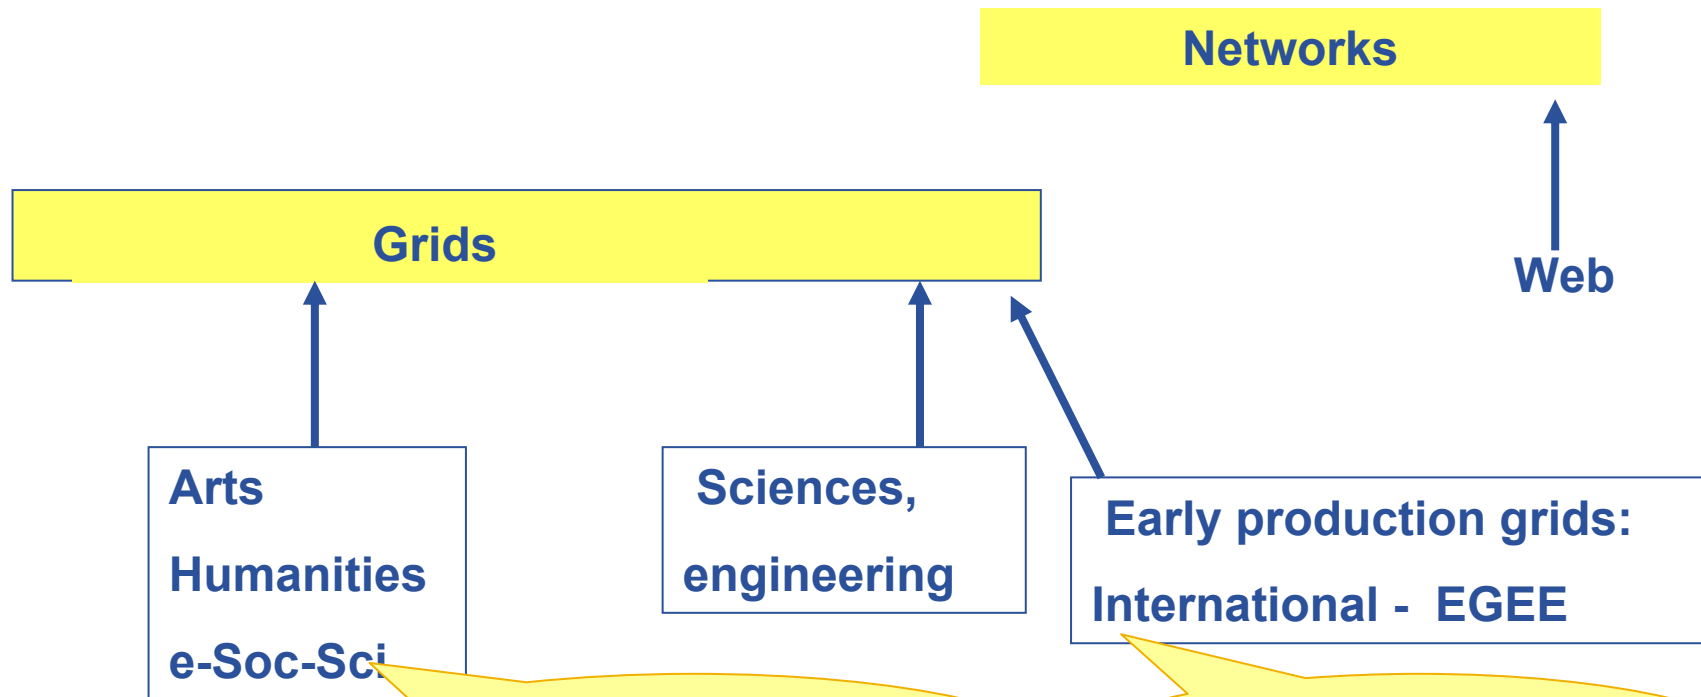 Networks
Grids
Web
Arts
Humanities
e-Soc-Sci
Sciences,
engineering
Early production grids:
International - EGEE